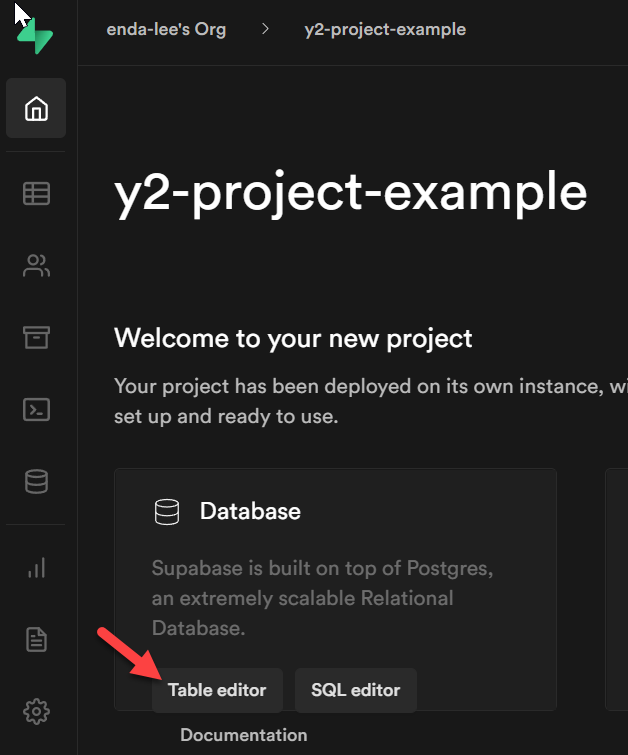 enda-lee's Org > y2-project-example
y2-project-example
Welcome to your new project
Your project has been deployed on its own instance, wi
set up and ready to use.
Database
Supabase is built on top of Postgres,
an extremely scalable Relational
Database.
Table editor SQL editor
Documentation